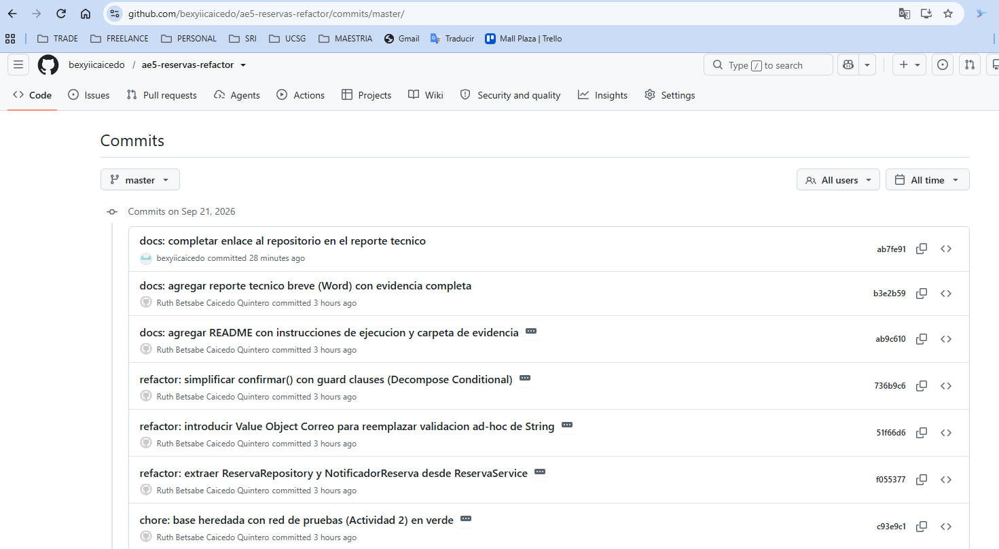 github.com/bexyiicaicedo/ae5-reservas-refactor/commits/master/
TRADE FREELANCE PERSONAL SRI UCSG MAESTRIA Gmail Traducir Mall Plaza | Trello
bexyiicaicedo / ae5-reservas-refactor Type / to search
Code Issues Pull requests Agents Actions Projects Wiki Security and quality Insights Settings
Commits
master All users All time
Commits on Sep 21, 2026
docs: completar enlace al repositorio en el reporte tecnico
bexyiicaicedo committed 28 minutes ago
ab7fe91
docs: agregar reporte tecnico breve (Word) con evidencia completa
Ruth Betsabe Caicedo Quintero committed 3 hours ago
b3e2b59
docs: agregar README con instrucciones de ejecucion y carpeta de evidencia
Ruth Betsabe Caicedo Quintero committed 3 hours ago
ab9c610
refactor: simplificar confirmar() con guard clauses (Decompose Conditional)
Ruth Betsabe Caicedo Quintero committed 3 hours ago
736b9c6
refactor: introducir Value Object Correo para reemplazar validacion ad-hoc de String
Ruth Betsabe Caicedo Quintero committed 3 hours ago
51f66d6
refactor: extraer ReservaRepository y NotificadorReserva desde ReservaService
Ruth Betsabe Caicedo Quintero committed 3 hours ago
f055377
chore: base heredada con red de pruebas (Actividad 2) en verde
Ruth Betsabe Caicedo Quintero committed 3 hours ago
c93e9c1